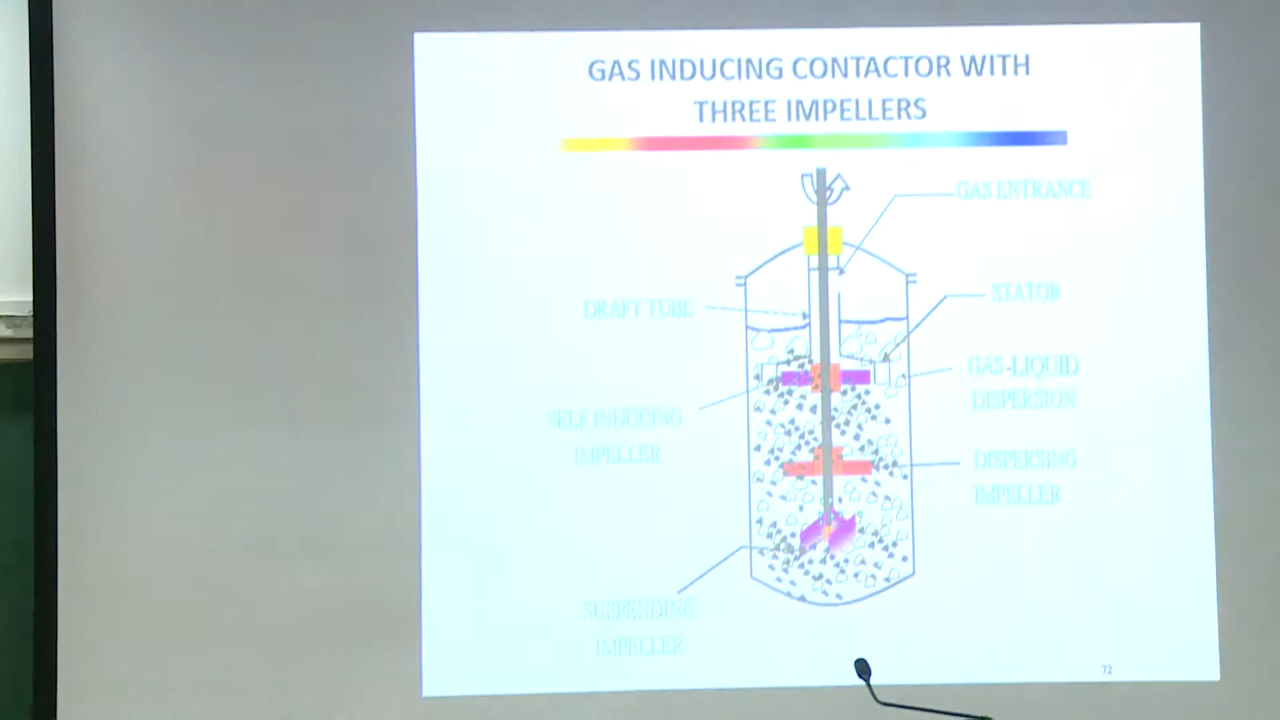 GAS INDUCING CONTACTOR WITH
THREE IMPELLERS
GAS ENTRANCE
STATOR
DRAFT TUBE
GAS-LIQUID
DISPERSION
SELF INDUCING
IMPELLER
DISPERSING
IMPELLER
SUSPENDING
IMPELLER
72